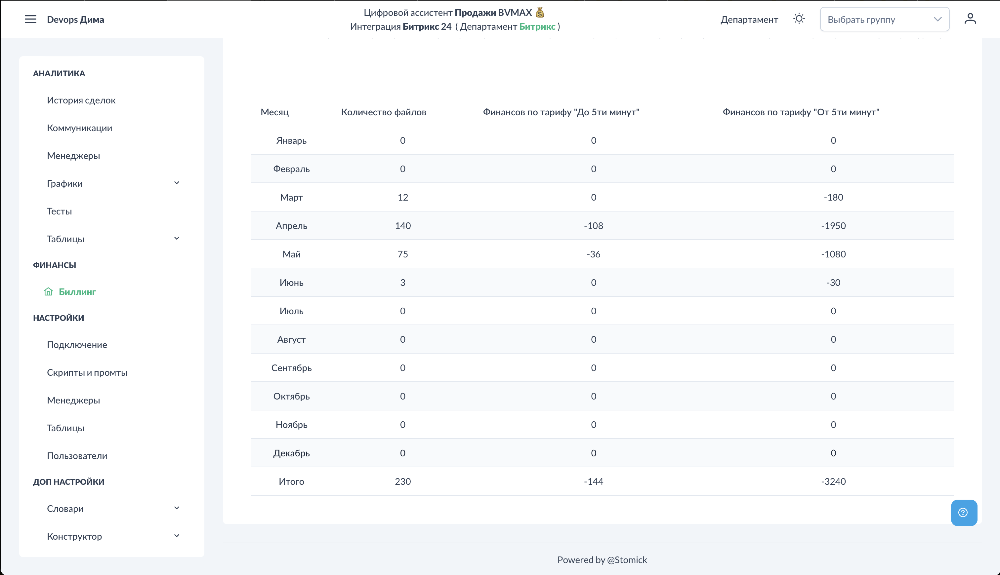 Devops Дима
Цифровой ассистент Продажи BVMAX 💰
Интеграция Битрикс 24 ( Департамент Битрикс )
Департамент
Выбрать группу
АНАЛИТИКА
История сделок
Коммуникации
Менеджеры
Графики
Тесты
Таблицы
ФИНАНСЫ
Биллинг
НАСТРОЙКИ
Подключение
Скрипты и промты
Менеджеры
Таблицы
Пользователи
ДОП НАСТРОЙКИ
Словари
Конструктор
Месяц Количество файлов Финансов по тарифу "До 5ти минут" Финансов по тарифу "От 5ти минут"
Январь 0 0 0
Февраль 0 0 0
Март 12 0 -180
Апрель 140 -108 -1950
Май 75 -36 -1080
Июнь 3 0 -30
Июль 0 0 0
Август 0 0 0
Сентябрь 0 0 0
Октябрь 0 0 0
Ноябрь 0 0 0
Декабрь 0 0 0
Итого 230 -144 -3240
Powered by @Stomick